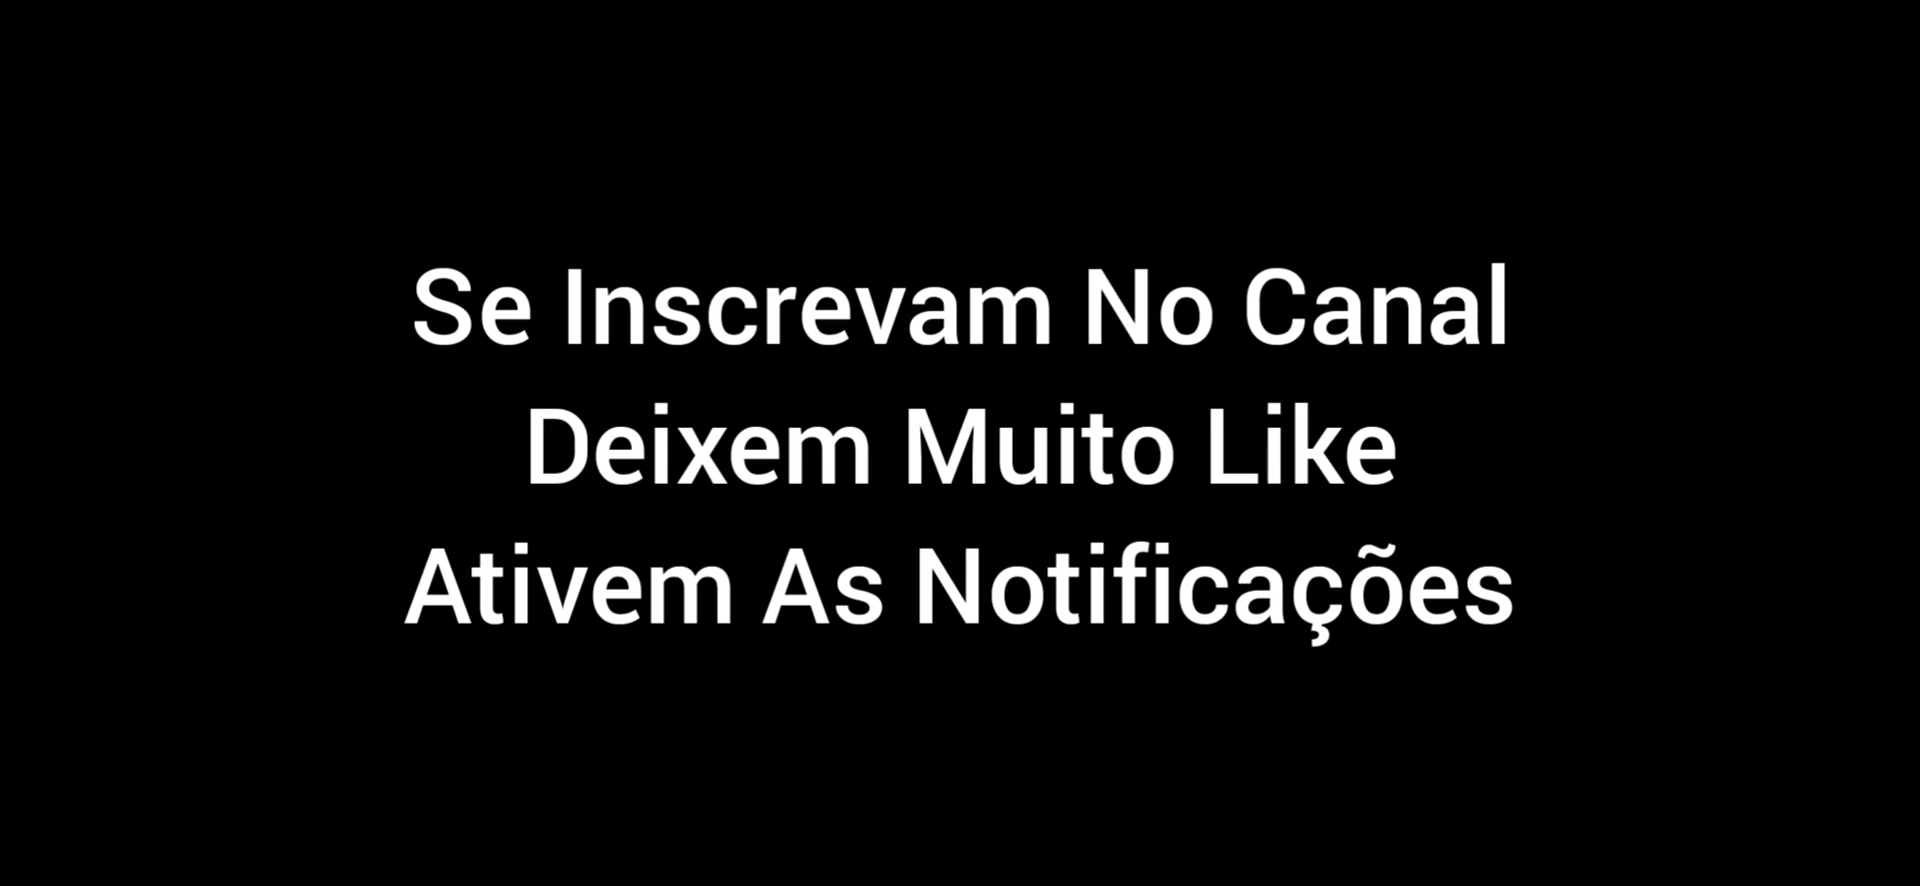 Se Inscrevam No Canal
Deixem Muito Like
Ativem As Notificações